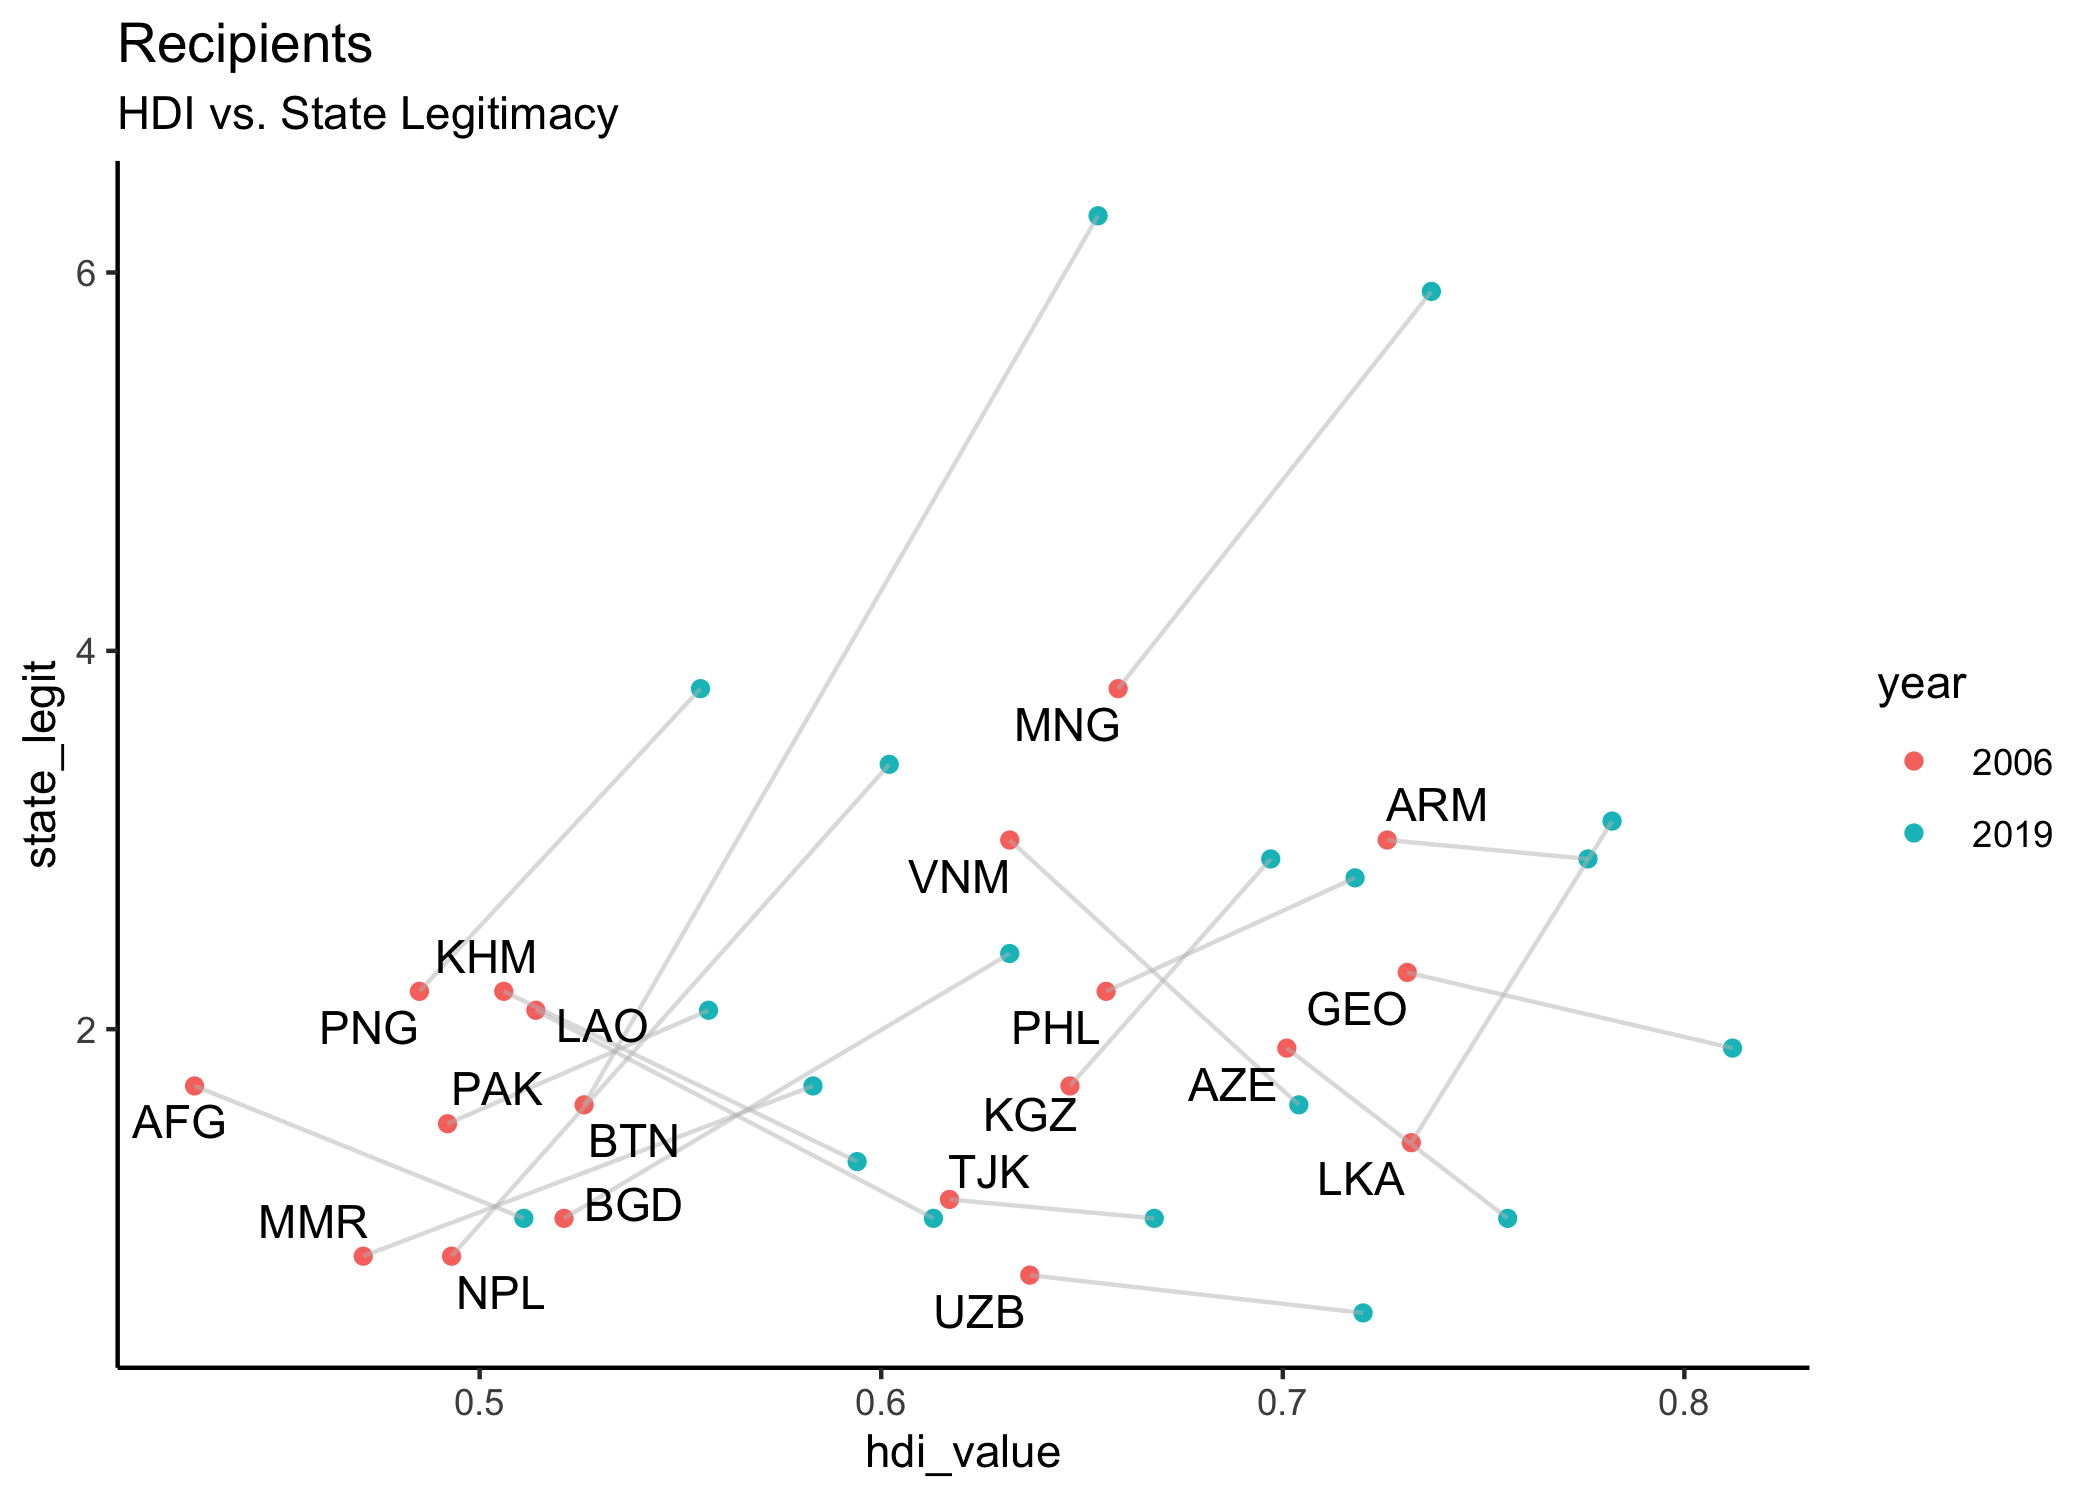 Recipients
HDI vs. State Legitimacy
6
4
2
state_legit
MNG
ARM
VNM
KHM
PNG
LAO
PHL
GEO
PAK
AZE
AFG
KGZ
BTN
TJK
LKA
BGD
MMR
NPL
UZB
0.5 0.6 0.7 0.8
hdi_value
year
2006
2019